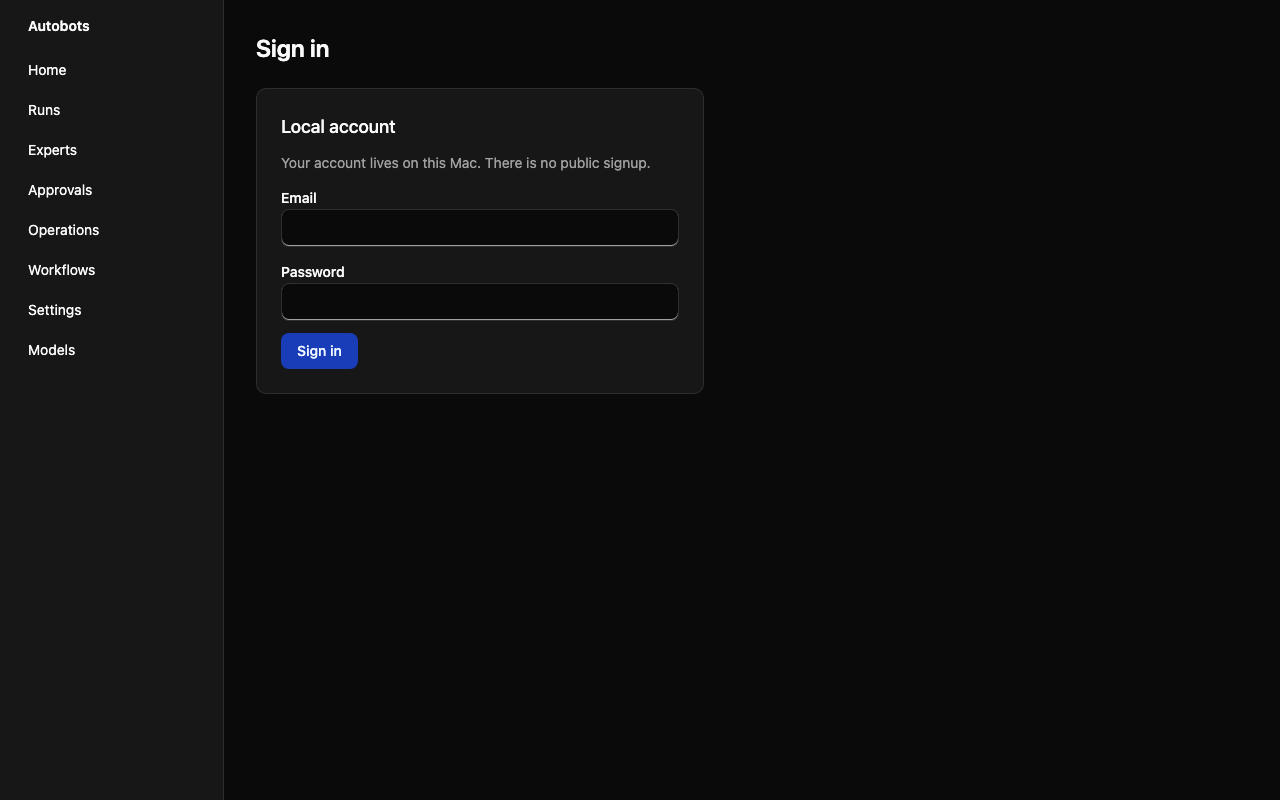 Autobots
Home
Runs
Experts
Approvals
Operations
Workflows
Settings
Models
Sign in
Local account
Your account lives on this Mac. There is no public signup.
Email
Password
Sign in